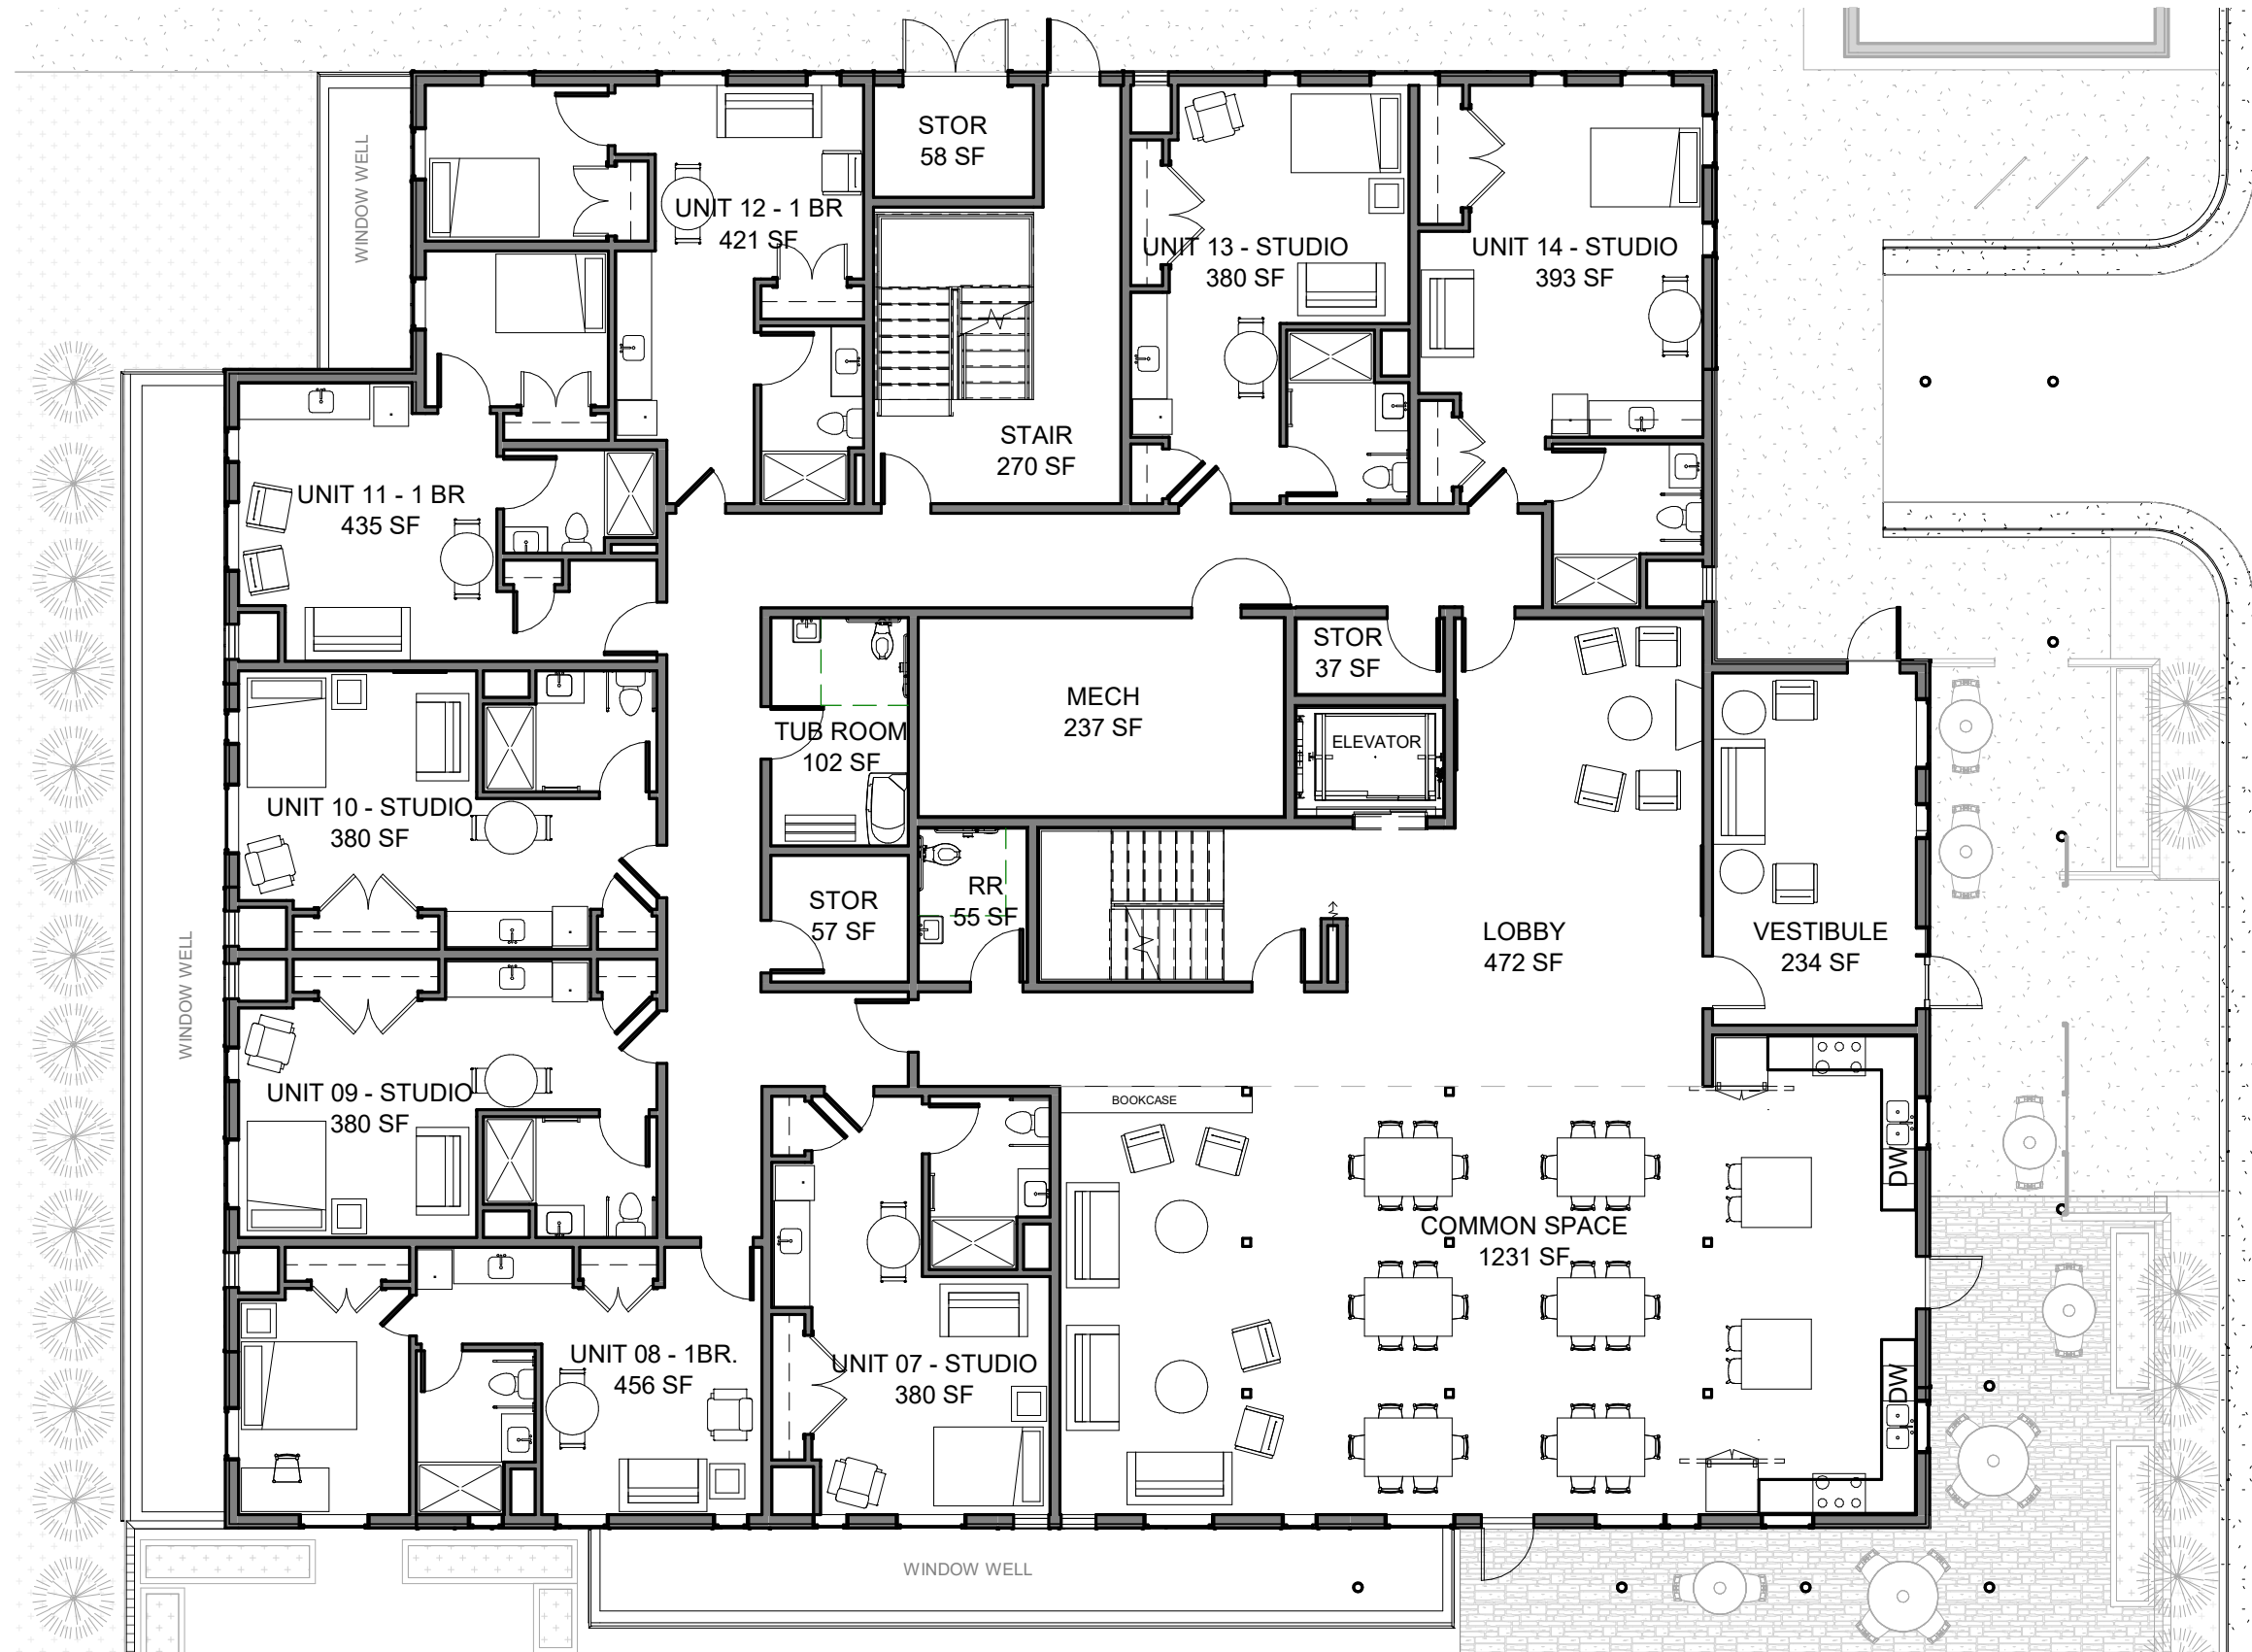 STOR
58 SF
WINDOW WELL
UNIT 12 - 1 BR
421 SF
UNIT 13 - STUDIO
380 SF
UNIT 14 - STUDIO
393 SF
STAIR
270 SF
UNIT 11 - 1 BR
435 SF
STOR
37 SF
MECH
237 SF
TUB ROOM
102 SF
ELEVATOR
UNIT 10 - STUDIO
380 SF
STOR
57 SF
RR
55 SF
LOBBY
472 SF
VESTIBULE
234 SF
WINDOW WELL
UNIT 09 - STUDIO
380 SF
BOOKCASE
DW
COMMON SPACE
1231 SF
UNIT 08 - 1BR.
456 SF
UNIT 07 - STUDIO
380 SF
DW
WINDOW WELL